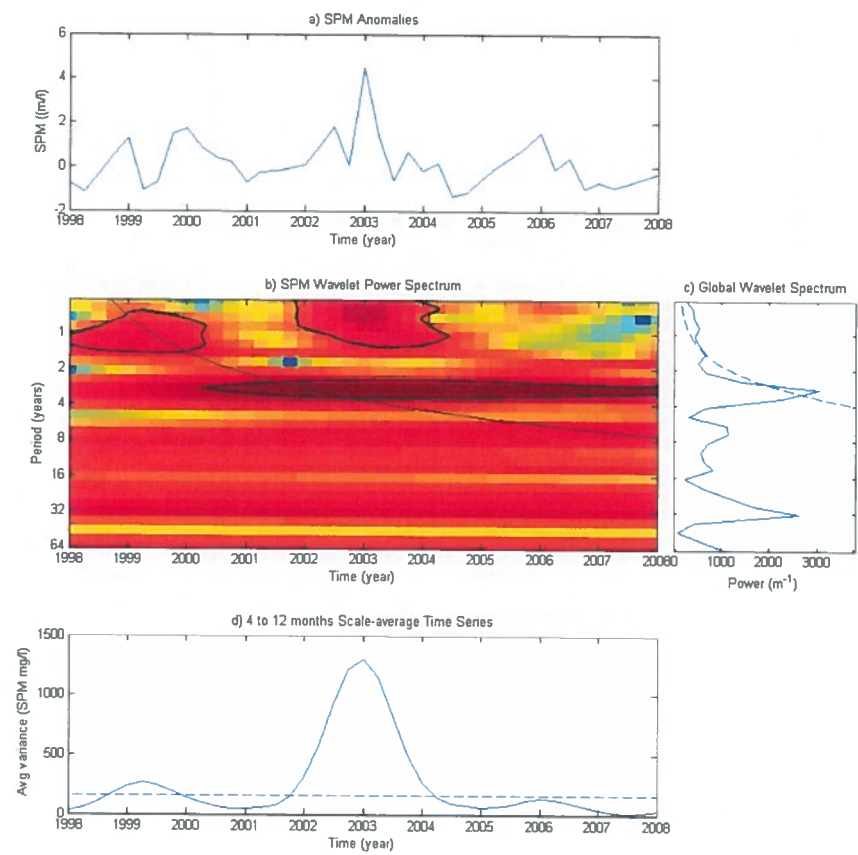 a) SPM Anomalies
6
4
2
0
-2
SPM ((m/l)
1998 1999 2000 2001 2002 2003 2004 2005 2006 2007 2008
Time (year)
b) SPM Wavelet Power Spectrum
1
2
4
8
16
32
64
Period (years)
1998 1999 2000 2001 2002 2003 2004 2005 2006 2007 2008
Time (year)
c) Global Wavelet Spectrum
0 1000 2000 3000
Power (m⁻¹)
d) 4 to 12 months Scale-average Time Series
1500
1000
500
0
Avg variance (SPM mg/l)
1998 1999 2000 2001 2002 2003 2004 2005 2006 2007 2008
Time (year)